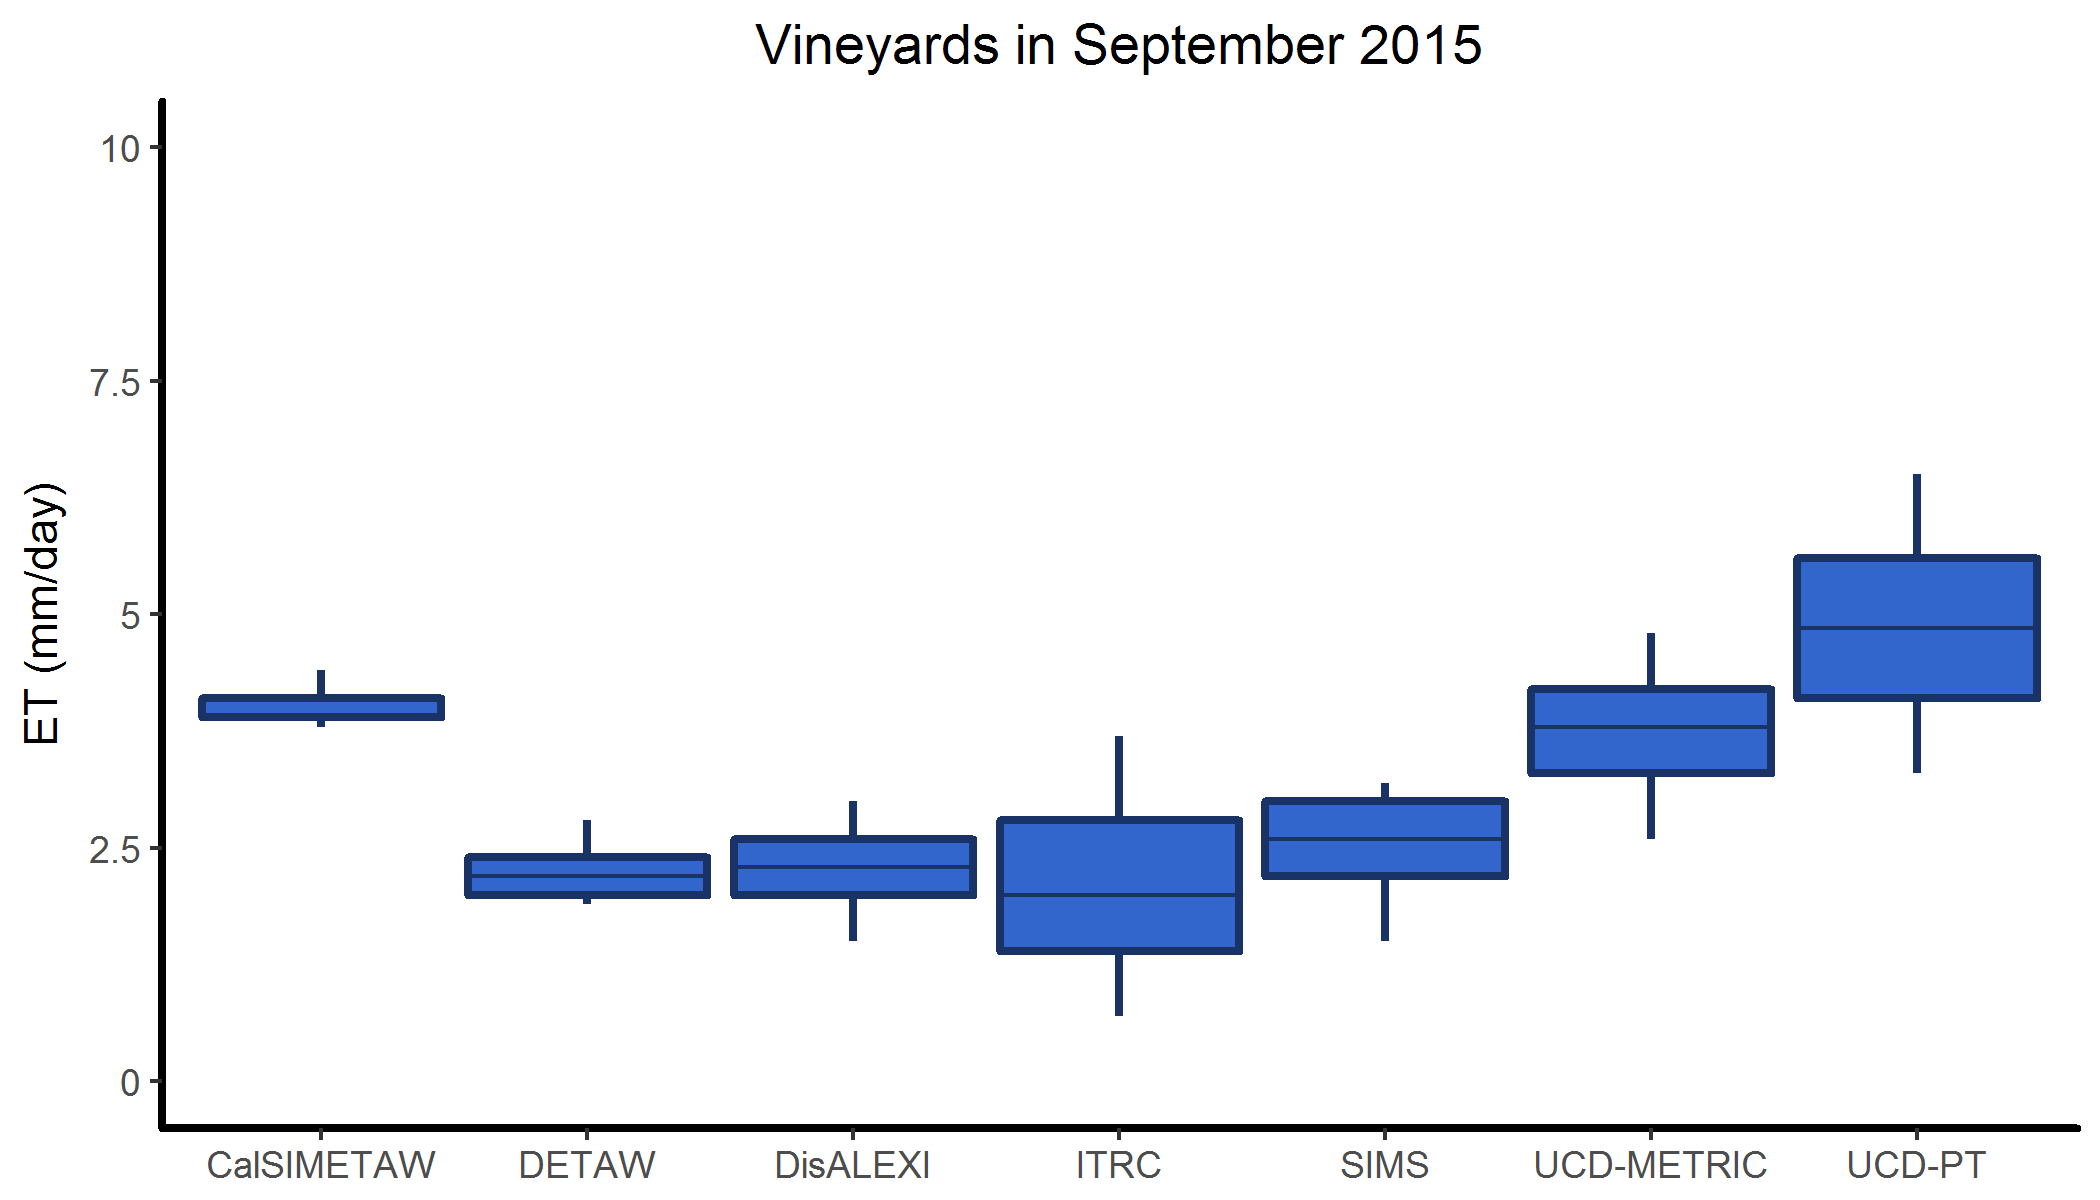 Vineyards in September 2015
ET (mm/day)
10
7.5
5
2.5
0
CalSIMETAW DETAW DisALEXI ITRC SIMS UCD-METRIC UCD-PT